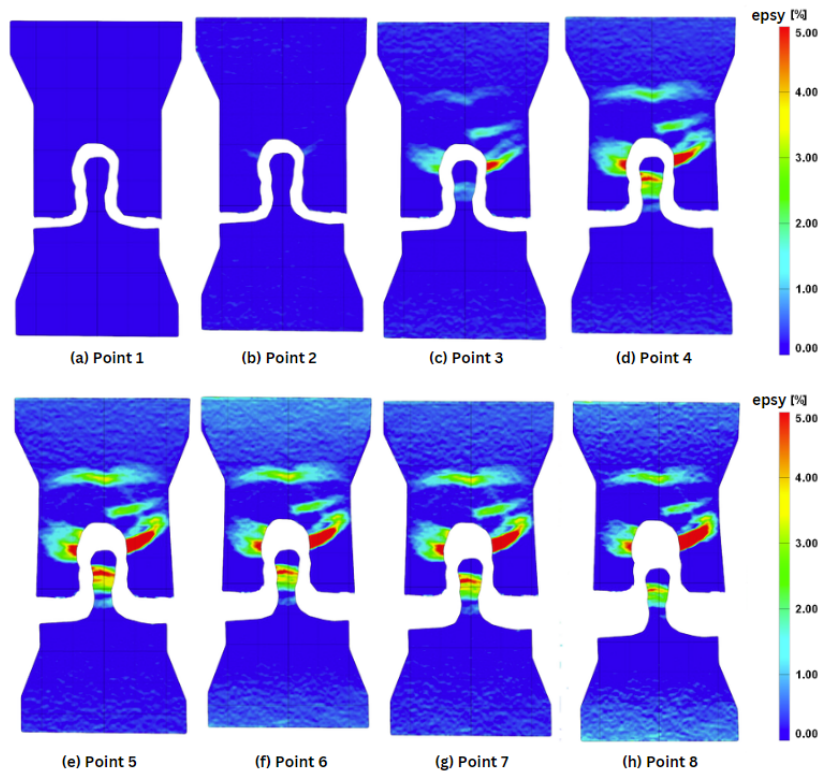 epsy [%]
5.00
4.00
3.00
2.00
1.00
0.00
(a) Point 1
(b) Point 2
(c) Point 3
(d) Point 4
epsy [%]
5.00
4.00
3.00
2.00
1.00
0.00
(e) Point 5
(f) Point 6
(g) Point 7
(h) Point 8